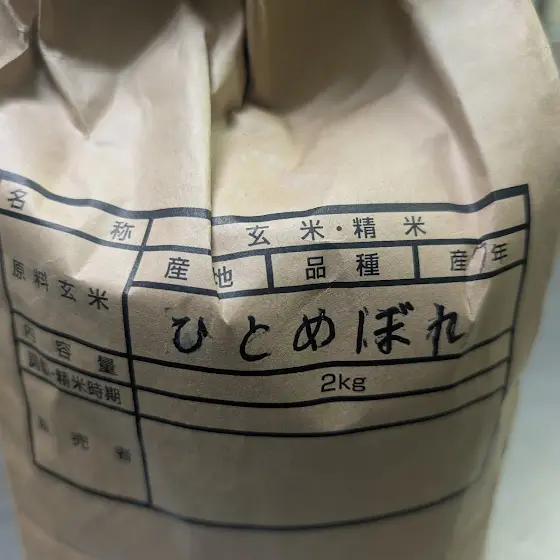 名称 玄米・精米
原料玄米 産地 品種 産年
ひとめぼれ
内容量 2kg
調製・精米時期
販売者